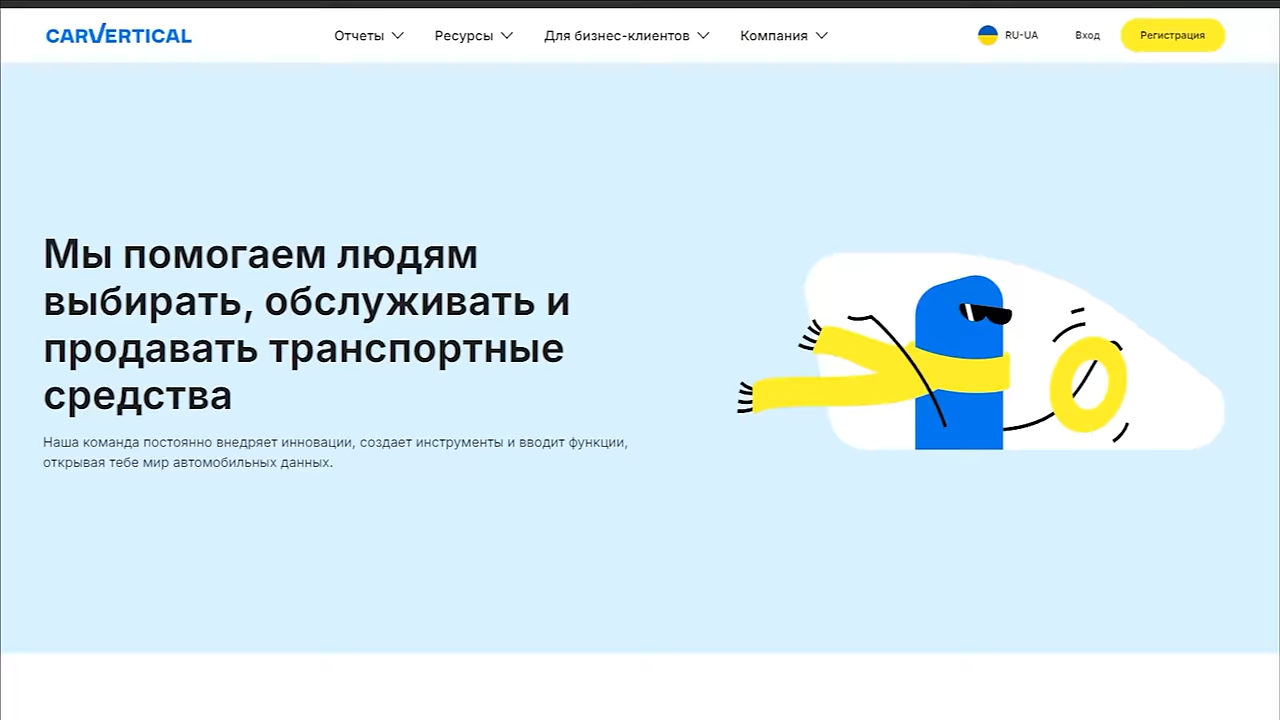 CARVERTICAL
Отчеты
Ресурсы
Для бизнес-клиентов
Компания
RU-UA
Вход
Регистрация
Мы помогаем людям
выбирать, обслуживать и
продавать транспортные
средства
Наша команда постоянно внедряет инновации, создает инструменты и вводит функции,
открывая тебе мир автомобильных данных.